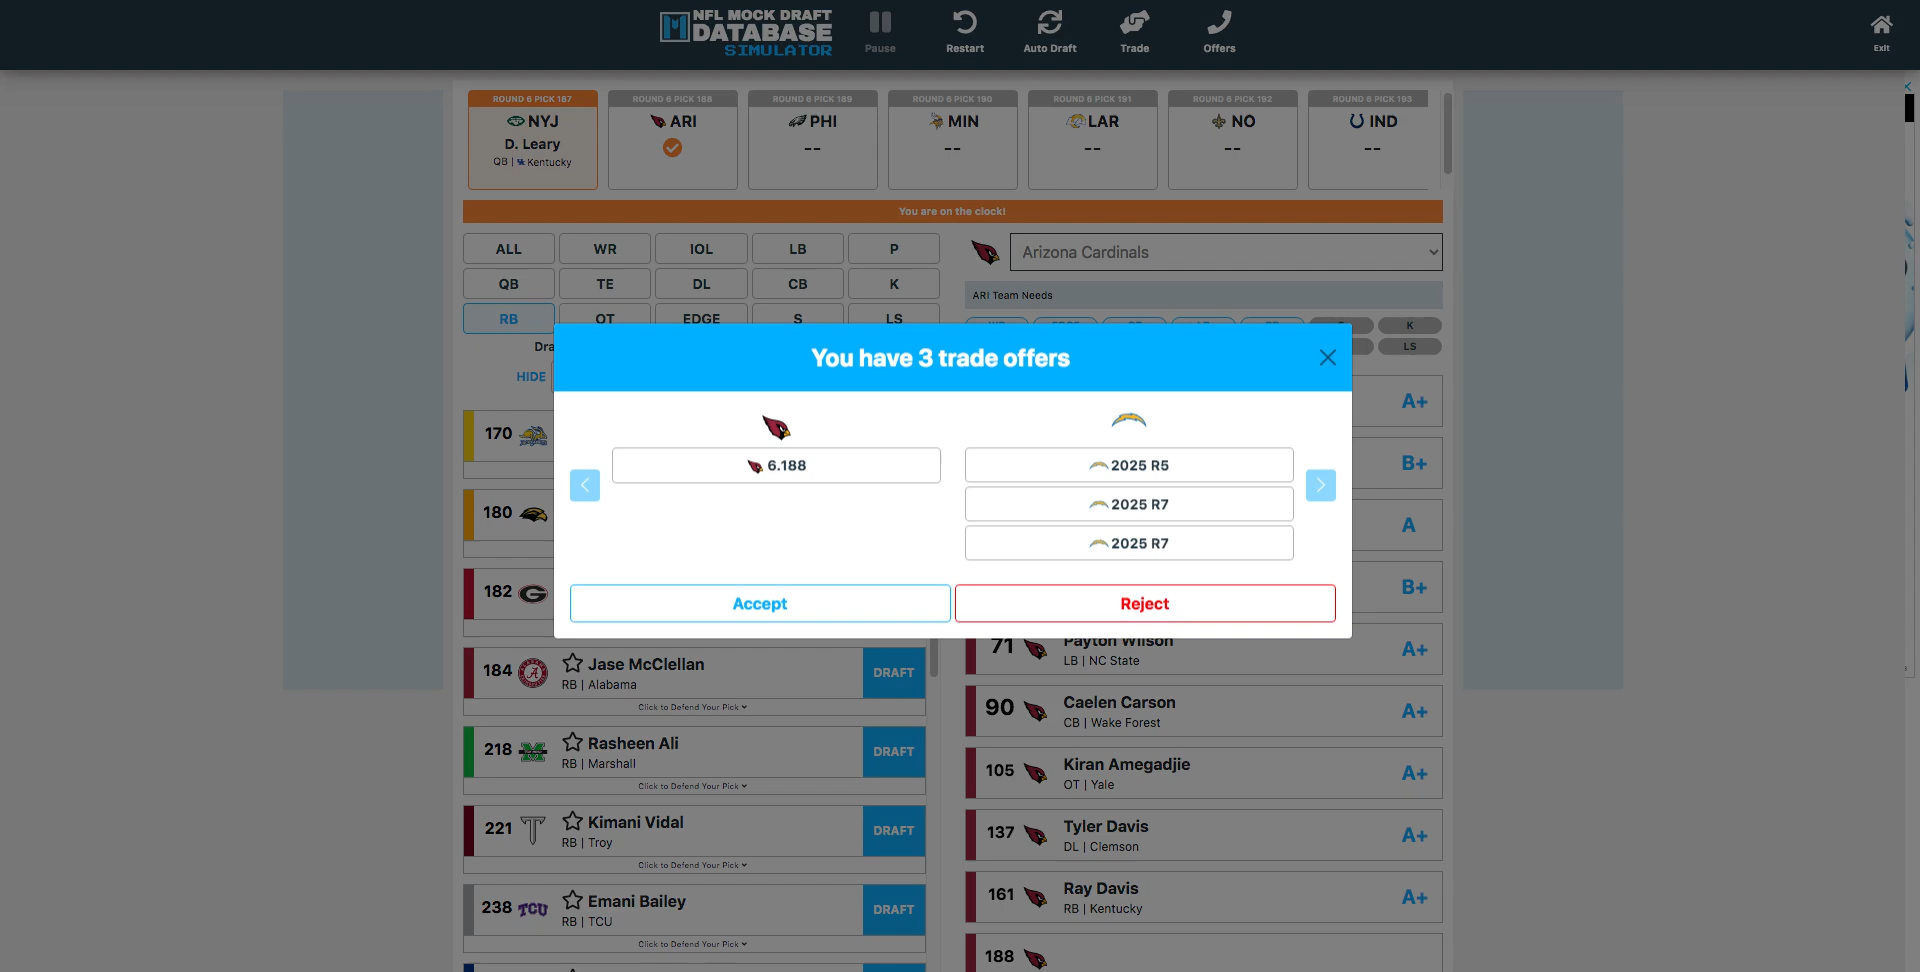 NFL MOCK DRAFT
DATABASE
SIMULATOR
Pause
Restart
Auto Draft
Trade
Offers
Exit
ROUND 6 PICK 187
NYJ
D. Leary
QB | Kentucky
ROUND 6 PICK 188
ARI
ROUND 6 PICK 189
PHI
--
ROUND 6 PICK 190
MIN
--
ROUND 6 PICK 191
LAR
--
ROUND 6 PICK 192
NO
--
ROUND 6 PICK 193
IND
--
You are on the clock!
ALL
WR
IOL
LB
P
QB
TE
DL
CB
K
RB
OT
EDGE
S
LS
Arizona Cardinals
ARI Team Needs
K
LS
Dra
HIDE
You have 3 trade offers
6.188
2025 R5
2025 R7
2025 R7
Accept
Reject
170
180
182
184
Jase McClellan
RB | Alabama
DRAFT
Click to Defend Your Pick
218
Rasheen Ali
RB | Marshall
DRAFT
Click to Defend Your Pick
221
Kimani Vidal
RB | Troy
DRAFT
Click to Defend Your Pick
238
TCU
Emani Bailey
RB | TCU
DRAFT
Click to Defend Your Pick
A+
B+
A
B+
71
Payton Wilson
LB | NC State
A+
90
Caelen Carson
CB | Wake Forest
A+
105
Kiran Amegadjie
OT | Yale
A+
137
Tyler Davis
DL | Clemson
A+
161
Ray Davis
RB | Kentucky
A+
188